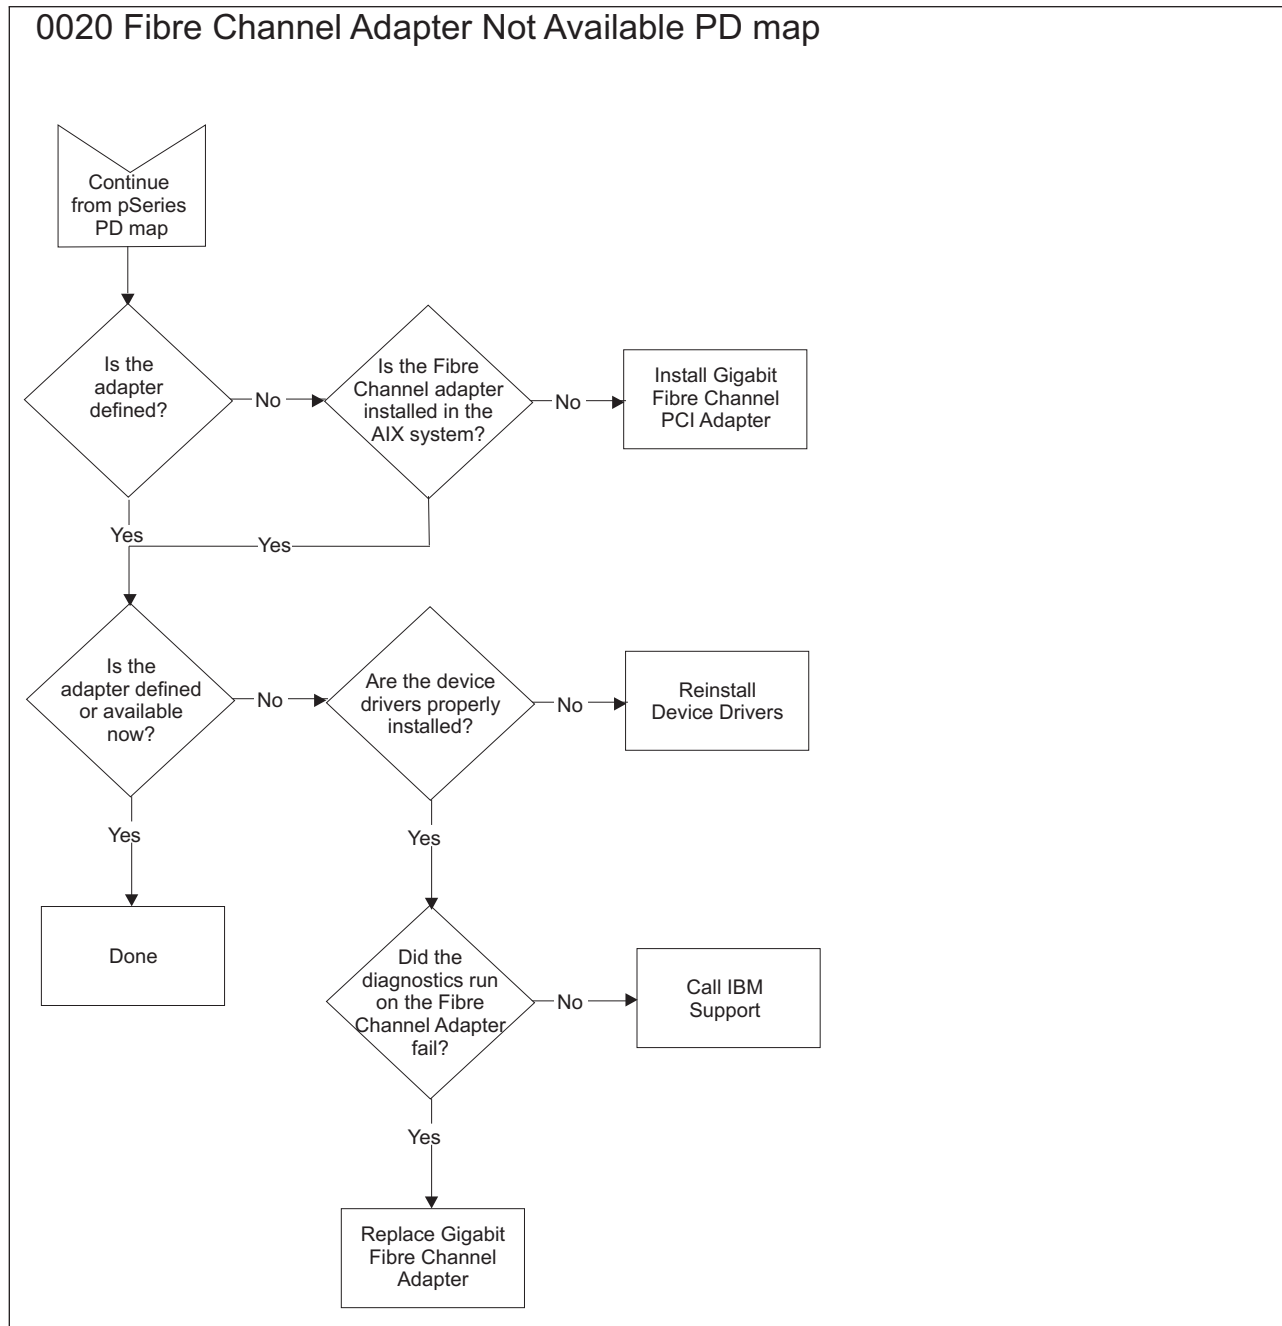 0020 Fibre Channel Adapter Not Available PD map
Continue
from pSeries
PD map
Is the
adapter
defined?
No
Is the Fibre
Channel adapter
installed in the
AIX system?
No
Install Gigabit
Fibre Channel
PCI Adapter
Yes
Yes
Is the
adapter defined
or available
now?
No
Are the device
drivers properly
installed?
No
Reinstall
Device Drivers
Yes
Yes
Done
Did the
diagnostics run
on the Fibre
Channel Adapter
fail?
No
Call IBM
Support
Yes
Replace Gigabit
Fibre Channel
Adapter